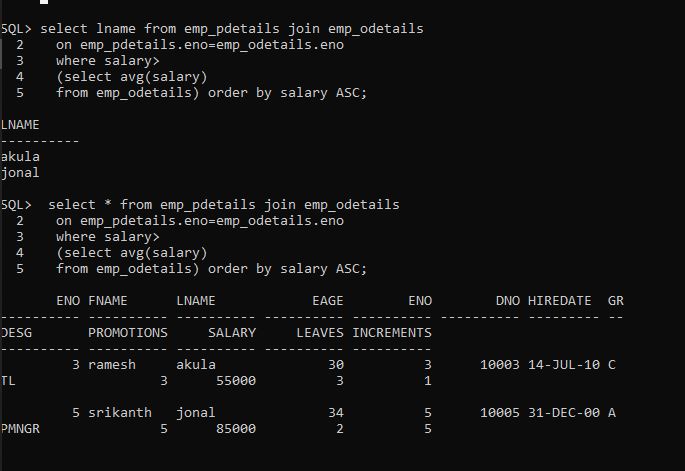 SQL> select lname from emp_pdetails join emp_odetails
  2   on emp_pdetails.eno=emp_odetails.eno
  3   where salary>
  4   (select avg(salary)
  5   from emp_odetails) order by salary ASC;
LNAME
----------
akula
jonal
SQL>  select * from emp_pdetails join emp_odetails
  2   on emp_pdetails.eno=emp_odetails.eno
  3   where salary>
  4   (select avg(salary)
  5   from emp_odetails) order by salary ASC;
       ENO FNAME      LNAME            EAGE        ENO        DNO HIREDATE  GR
---------- ---------- ---------- ---------- ---------- ---------- --------- --
DESG       PROMOTIONS     SALARY     LEAVES INCREMENTS
---------- ---------- ---------- ---------- ----------
         3 ramesh     akula              30          3      10003 14-JUL-10 C
TL                  3      55000          3          1
         5 srikanth   jonal              34          5      10005 31-DEC-00 A
PMNGR               5      85000          2          5